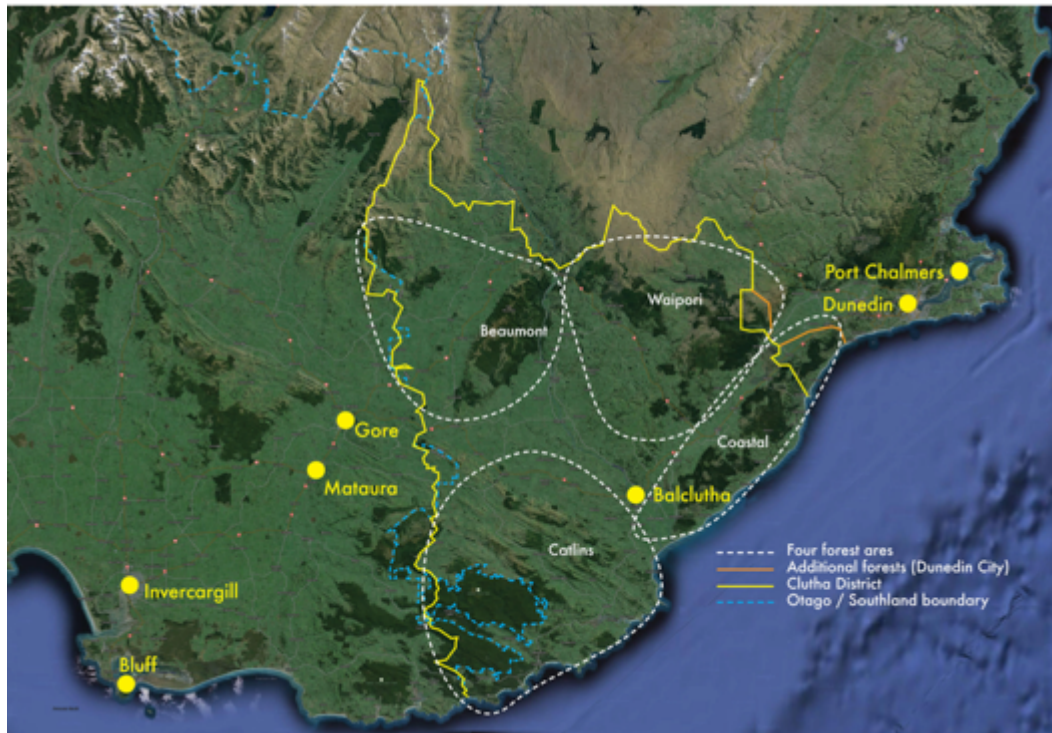 Port Chalmers
Dunedin
Waipori
Beaumont
Gore
Coastal
Mataura
Balclutha
Catlins
Invercargill
Bluff
Four forest ares
Additional forests (Dunedin City)
Clutha District
Otago / Southland boundary